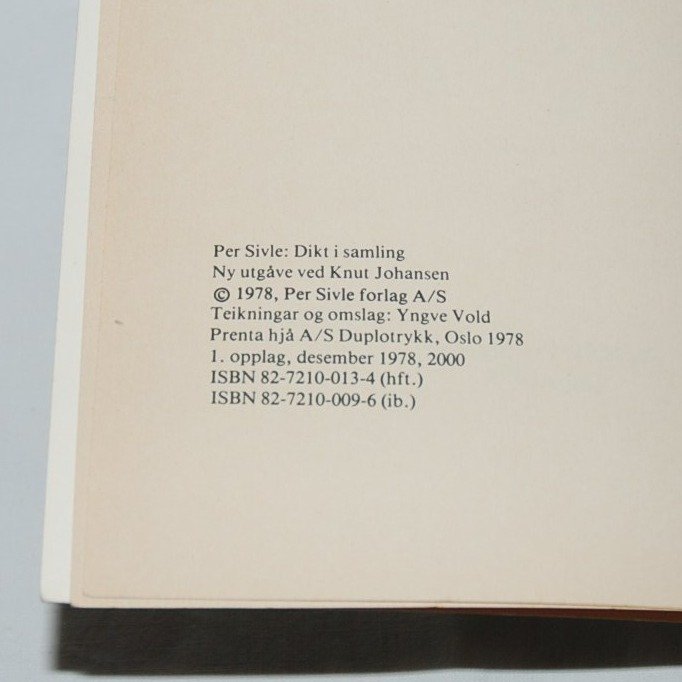 Per Sivle: Dikt i samling
Ny utgåve ved Knut Johansen
© 1978, Per Sivle forlag A/S
Teikningar og omslag: Yngve Vold
Prenta hjå A/S Duplotrykk, Oslo 1978
1. opplag, desember 1978, 2000
ISBN 82-7210-013-4 (hft.)
ISBN 82-7210-009-6 (ib.)